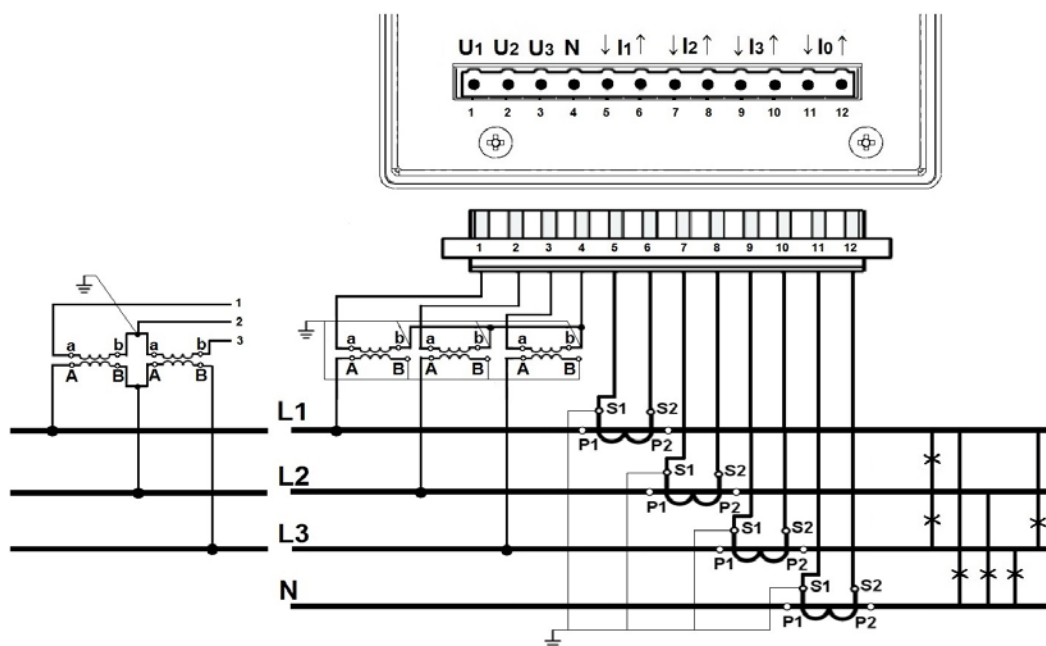 U1 U2 U3 N ↓ I1 ↑ ↓ I2 ↑ ↓ I3 ↑ ↓ I0 ↑
1 2 3 4 5 6 7 8 9 10 11 12
1 2 3 4 5 6 7 8 9 10 11 12
1
2
3
a b a b
A B A B
a b a b a b
A B A B A B
L1
S1 S2
P1 P2
L2
S1 S2
P1 P2
L3
S1 S2
P1 P2
N
S1 S2
P1 P2